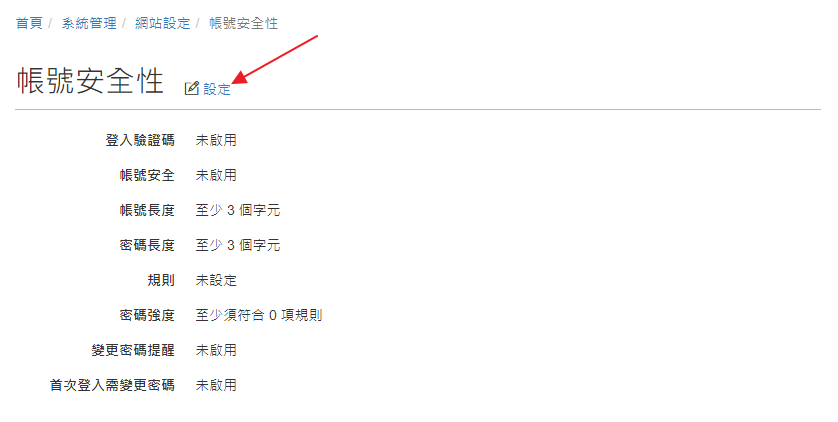 首頁 / 系統管理 / 網站設定 / 帳號安全性
帳號安全性 設定
登入驗證碼 未啟用
帳號安全 未啟用
帳號長度 至少 3 個字元
密碼長度 至少 3 個字元
規則 未設定
密碼強度 至少須符合 0 項規則
變更密碼提醒 未啟用
首次登入需變更密碼 未啟用